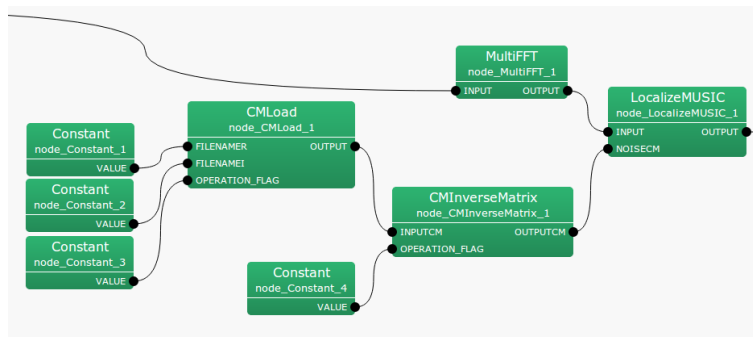 MultiFFT
node_MultiFFT_1
INPUT OUTPUT
LocalizeMUSIC
node_LocalizeMUSIC_1
INPUT OUTPUT
NOISECM
CMLoad
node_CMLoad_1
FILENAMER OUTPUT
FILENAMEI
OPERATION_FLAG
Constant
node_Constant_1
VALUE
Constant
node_Constant_2
VALUE
Constant
node_Constant_3
VALUE
CMInverseMatrix
node_CMInverseMatrix_1
INPUTCM OUTPUTCM
OPERATION_FLAG
Constant
node_Constant_4
VALUE